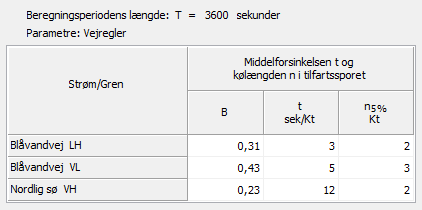 Beregningsperiodens længde: T = 3600 sekunder
Parametre: Vejregler
Strøm/Gren
Middelforsinkelsen t og
kølængden n i tilfartssporet
B
t
sek/Kt
n5%
Kt
Blåvandvej LH 0,31 3 2
Blåvandvej VL 0,43 5 3
Nordlig sø VH 0,23 12 2